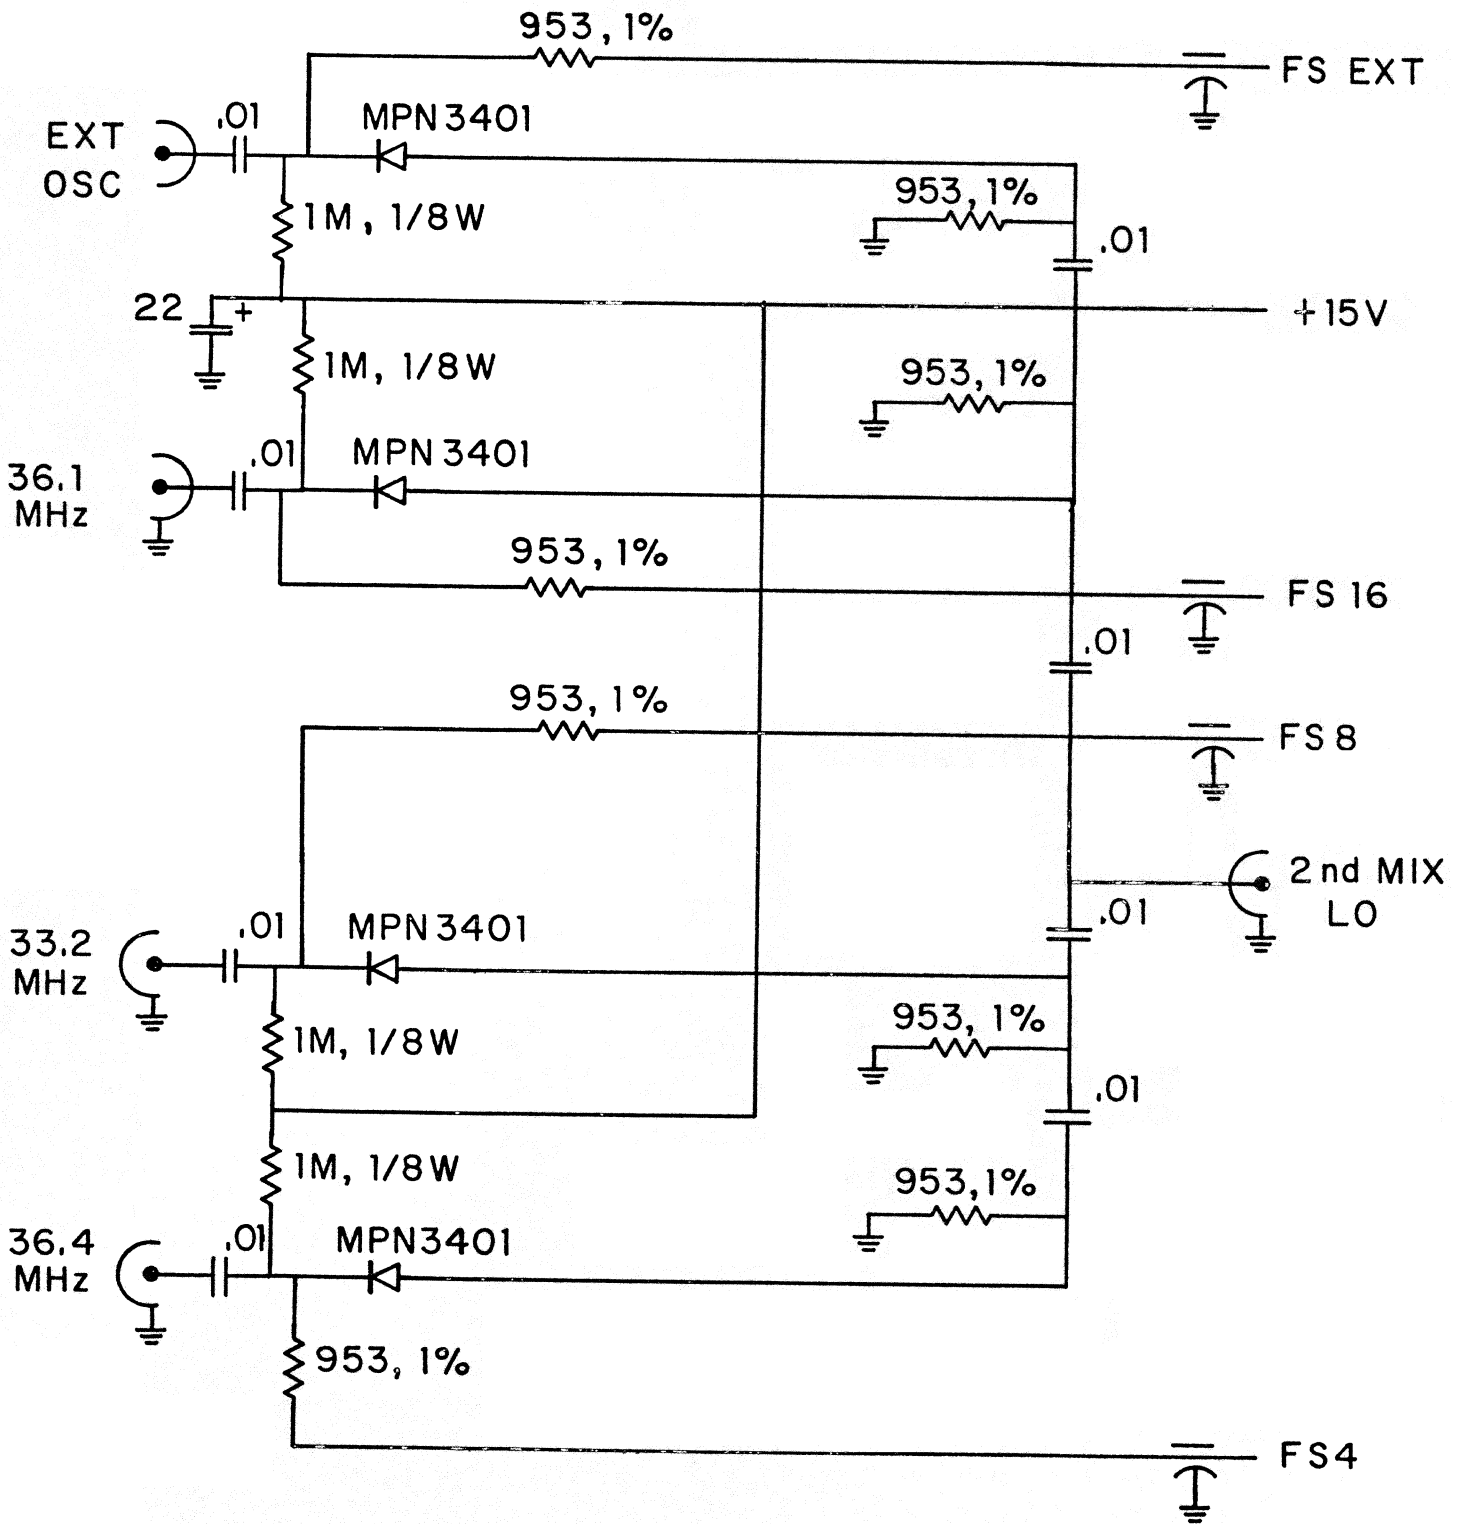 953, 1%
FS EXT
.01
MPN3401
EXT
OSC
953, 1%
1M, 1/8W
.01
22
+
+15V
1M, 1/8W
953, 1%
.01
MPN3401
36.1
MHz
953, 1%
FS 16
.01
953, 1%
FS 8
2nd MIX
LO
.01
.01
MPN3401
33.2
MHz
953, 1%
1M, 1/8W
.01
1M, 1/8W
953, 1%
.01
MPN3401
36.4
MHz
953, 1%
FS4